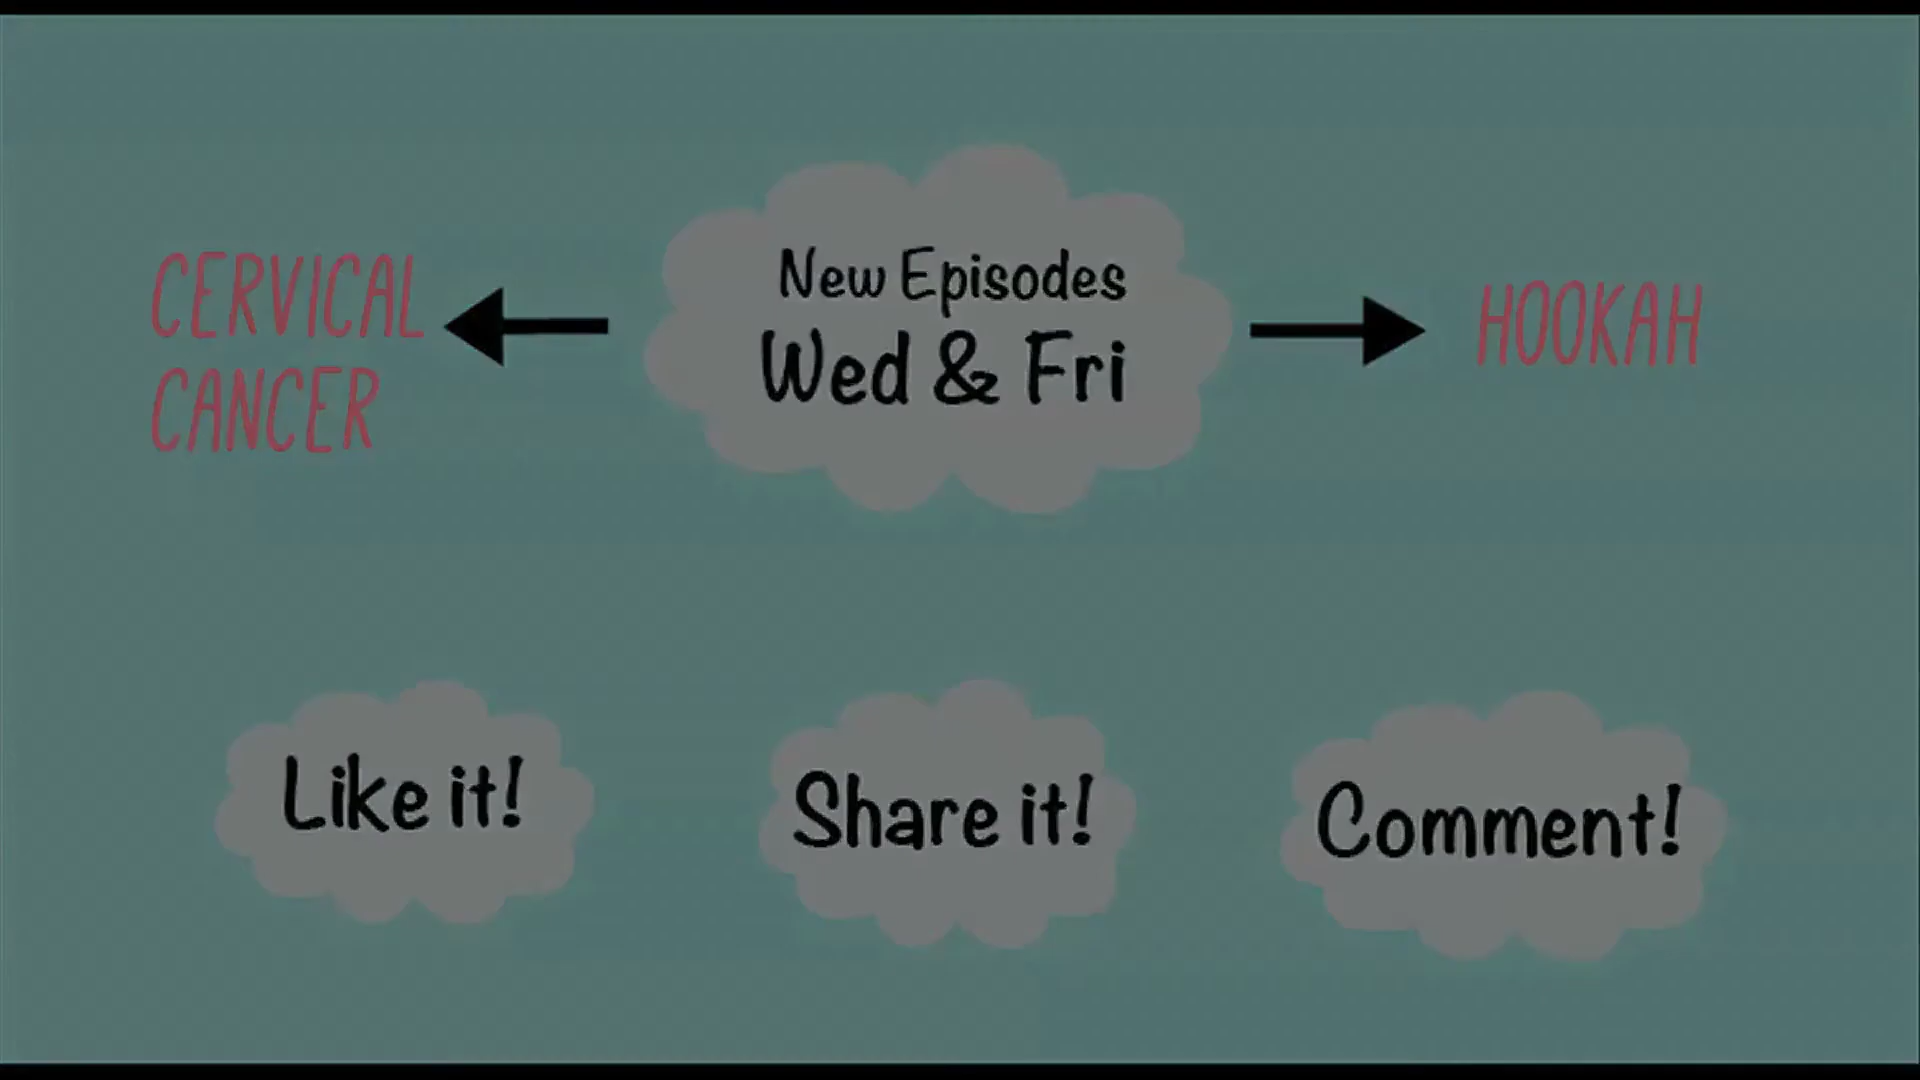 New Episodes
Wed & Fri
CERVICAL
CANCER
HOOKAH
Like it!
Share it!
Comment!